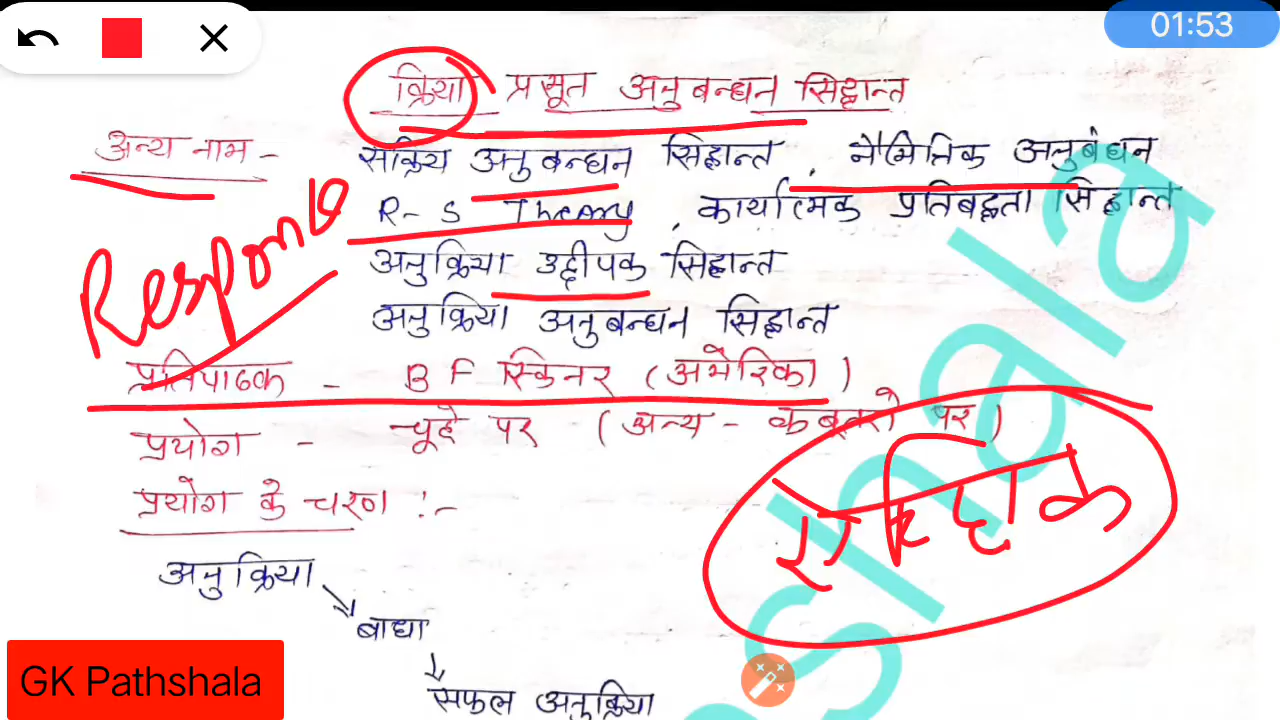 01:53
क्रिया प्रसूत अनुबन्धन सिद्धान्त
अन्य नाम - सक्रिय अनुबन्धन सिद्धान्त , नैमित्तिक अनुबंधन
R-S Theory , कार्यात्मक प्रतिबद्धता सिद्धान्त
अनुक्रिया उद्दीपक सिद्धान्त
अनुक्रिया अनुबन्धन सिद्धान्त
प्रतिपादक - B F स्किनर (अमेरिका)
प्रयोग - चूहे पर (अन्य - कबूतरो पर)
प्रयोग के चरण :-
अनुक्रिया
बाधा
सफल अनुक्रिया
GK Pathshala